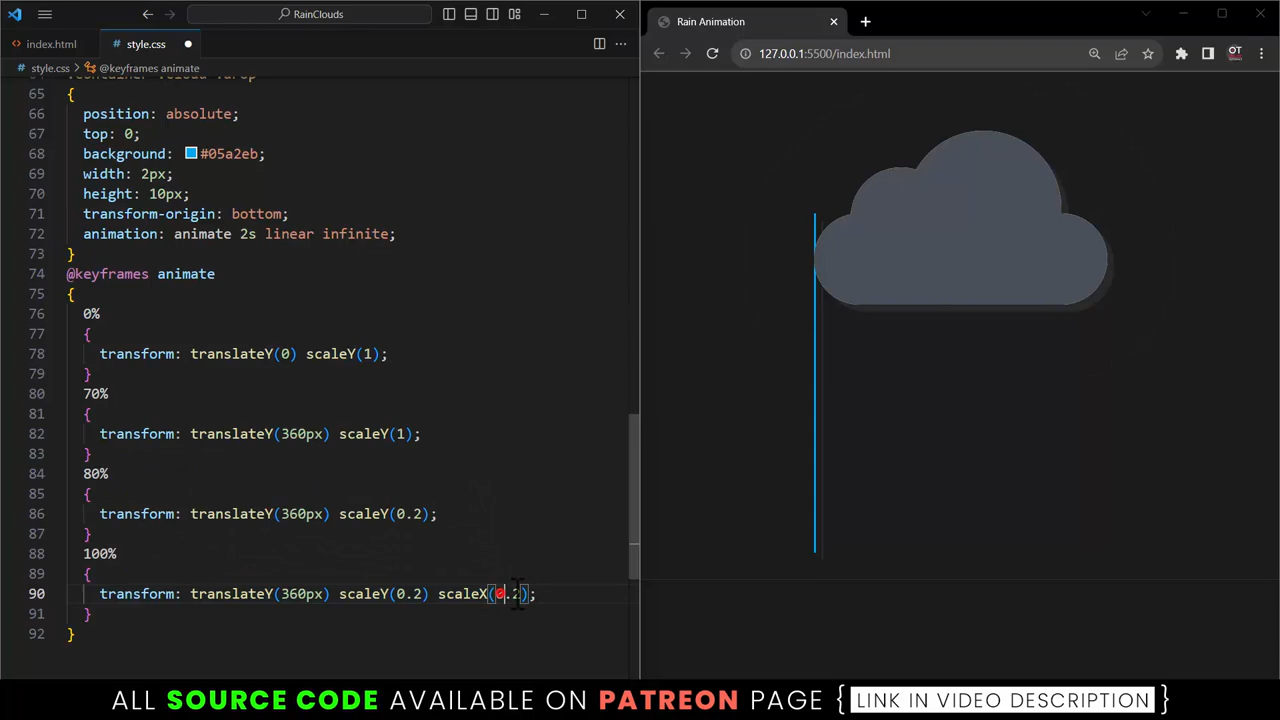 RainClouds
Rain Animation
index.html
style.css
127.0.0.1:5500/index.html
style.css > @keyframes animate
65 {
66 position: absolute;
67 top: 0;
68 background: #05a2eb;
69 width: 2px;
70 height: 10px;
71 transform-origin: bottom;
72 animation: animate 2s linear infinite;
73 }
74 @keyframes animate
75 {
76 0%
77 {
78 transform: translateY(0) scaleY(1);
79 }
80 70%
81 {
82 transform: translateY(360px) scaleY(1);
83 }
84 80%
85 {
86 transform: translateY(360px) scaleY(0.2);
87 }
88 100%
89 {
90 transform: translateY(360px) scaleY(0.2) scaleX(0.2);
91 }
92 }
ALL SOURCE CODE AVAILABLE ON PATREON PAGE { LINK IN VIDEO DESCRIPTION }